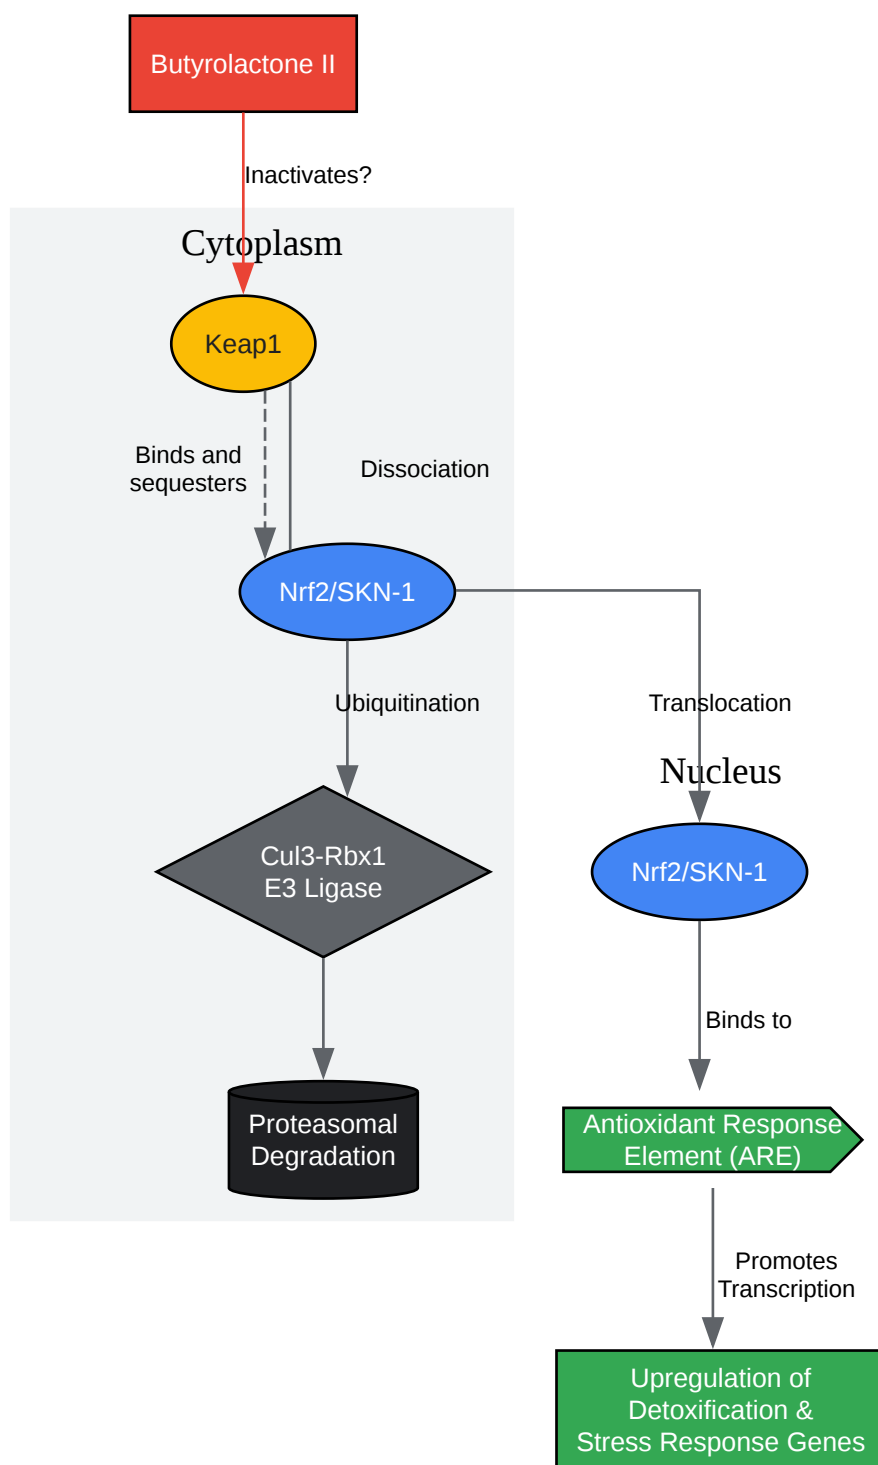 Butyrolactone II
Inactivates?
Cytoplasm
Keap1
Binds and
sequesters
Dissociation
Nrf2/SKN-1
Ubiquitination
Translocation
Nucleus
Cul3-Rbx1
E3 Ligase
Nrf2/SKN-1
Binds to
Proteasomal
Degradation
Antioxidant Response
Element (ARE)
Promotes
Transcription
Upregulation of
Detoxification &
Stress Response Genes